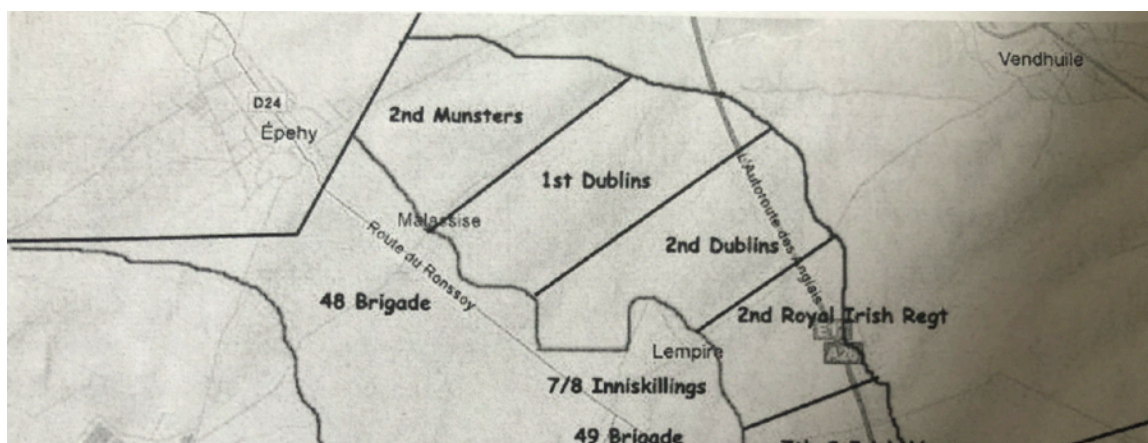 Vendhuile
D24
2nd Munsters
Épehy
1st Dublins
L'Autoroute des Anglais
Malassise
2nd Dublins
Route du Ronssoy
48 Brigade
2nd Royal Irish Regt
Lempire
7/8 Inniskillings
49 Brigade